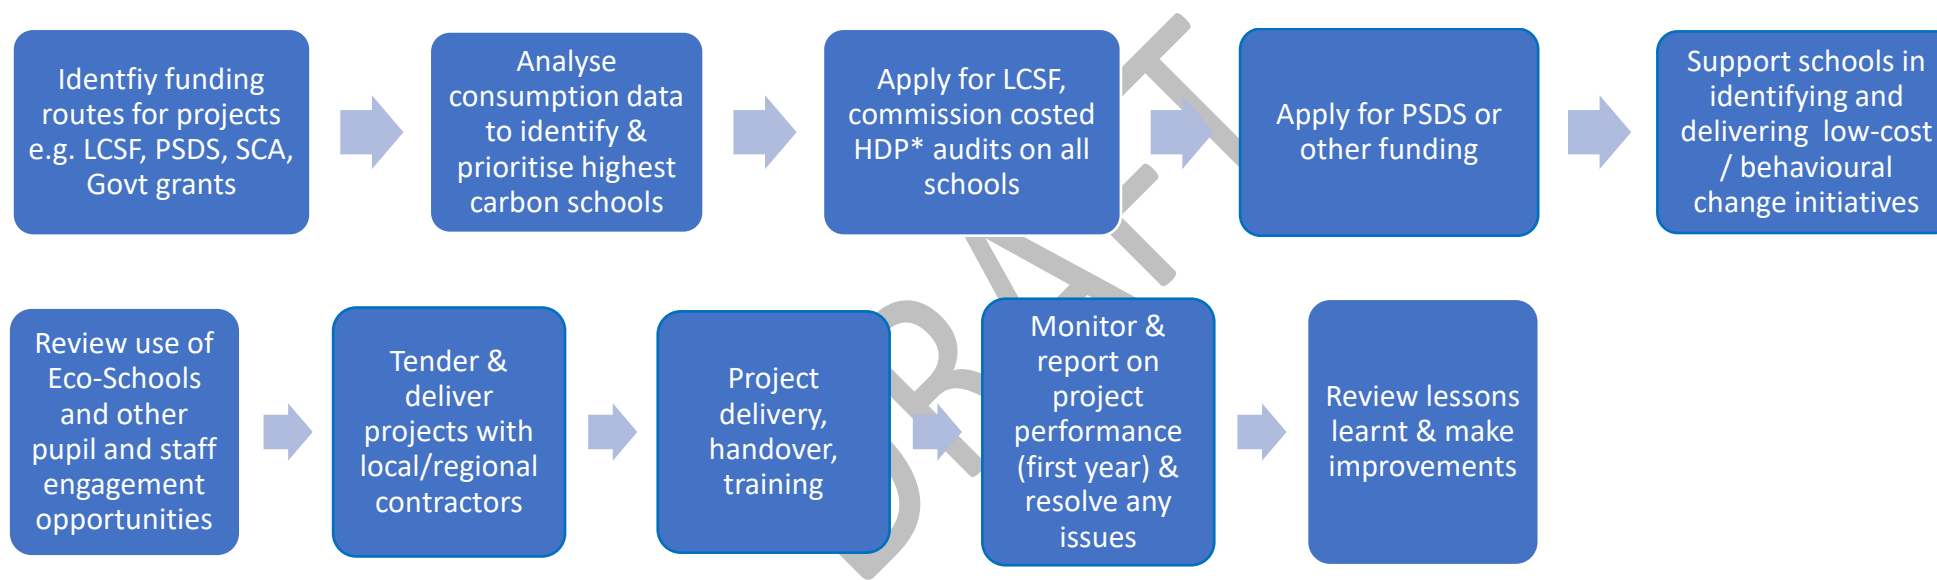 Identfiy funding
routes for projects
e.g. LCSF, PSDS, SCA,
Govt grants
Analyse
consumption data
to identify &
prioritise highest
carbon schools
Apply for LCSF,
commission costed
HDP* audits on all
schools
Apply for PSDS or
other funding
Support schools in
identifying and
delivering low-cost
/ behavioural
change initiatives
Review use of
Eco-Schools
and other
pupil and staff
engagement
opportunities
Tender &
deliver
projects with
local/regional
contractors
Project
delivery,
handover,
training
Monitor &
report on
project
performance
(first year) &
resolve any
issues
Review lessons
learnt & make
improvements
DRAFT